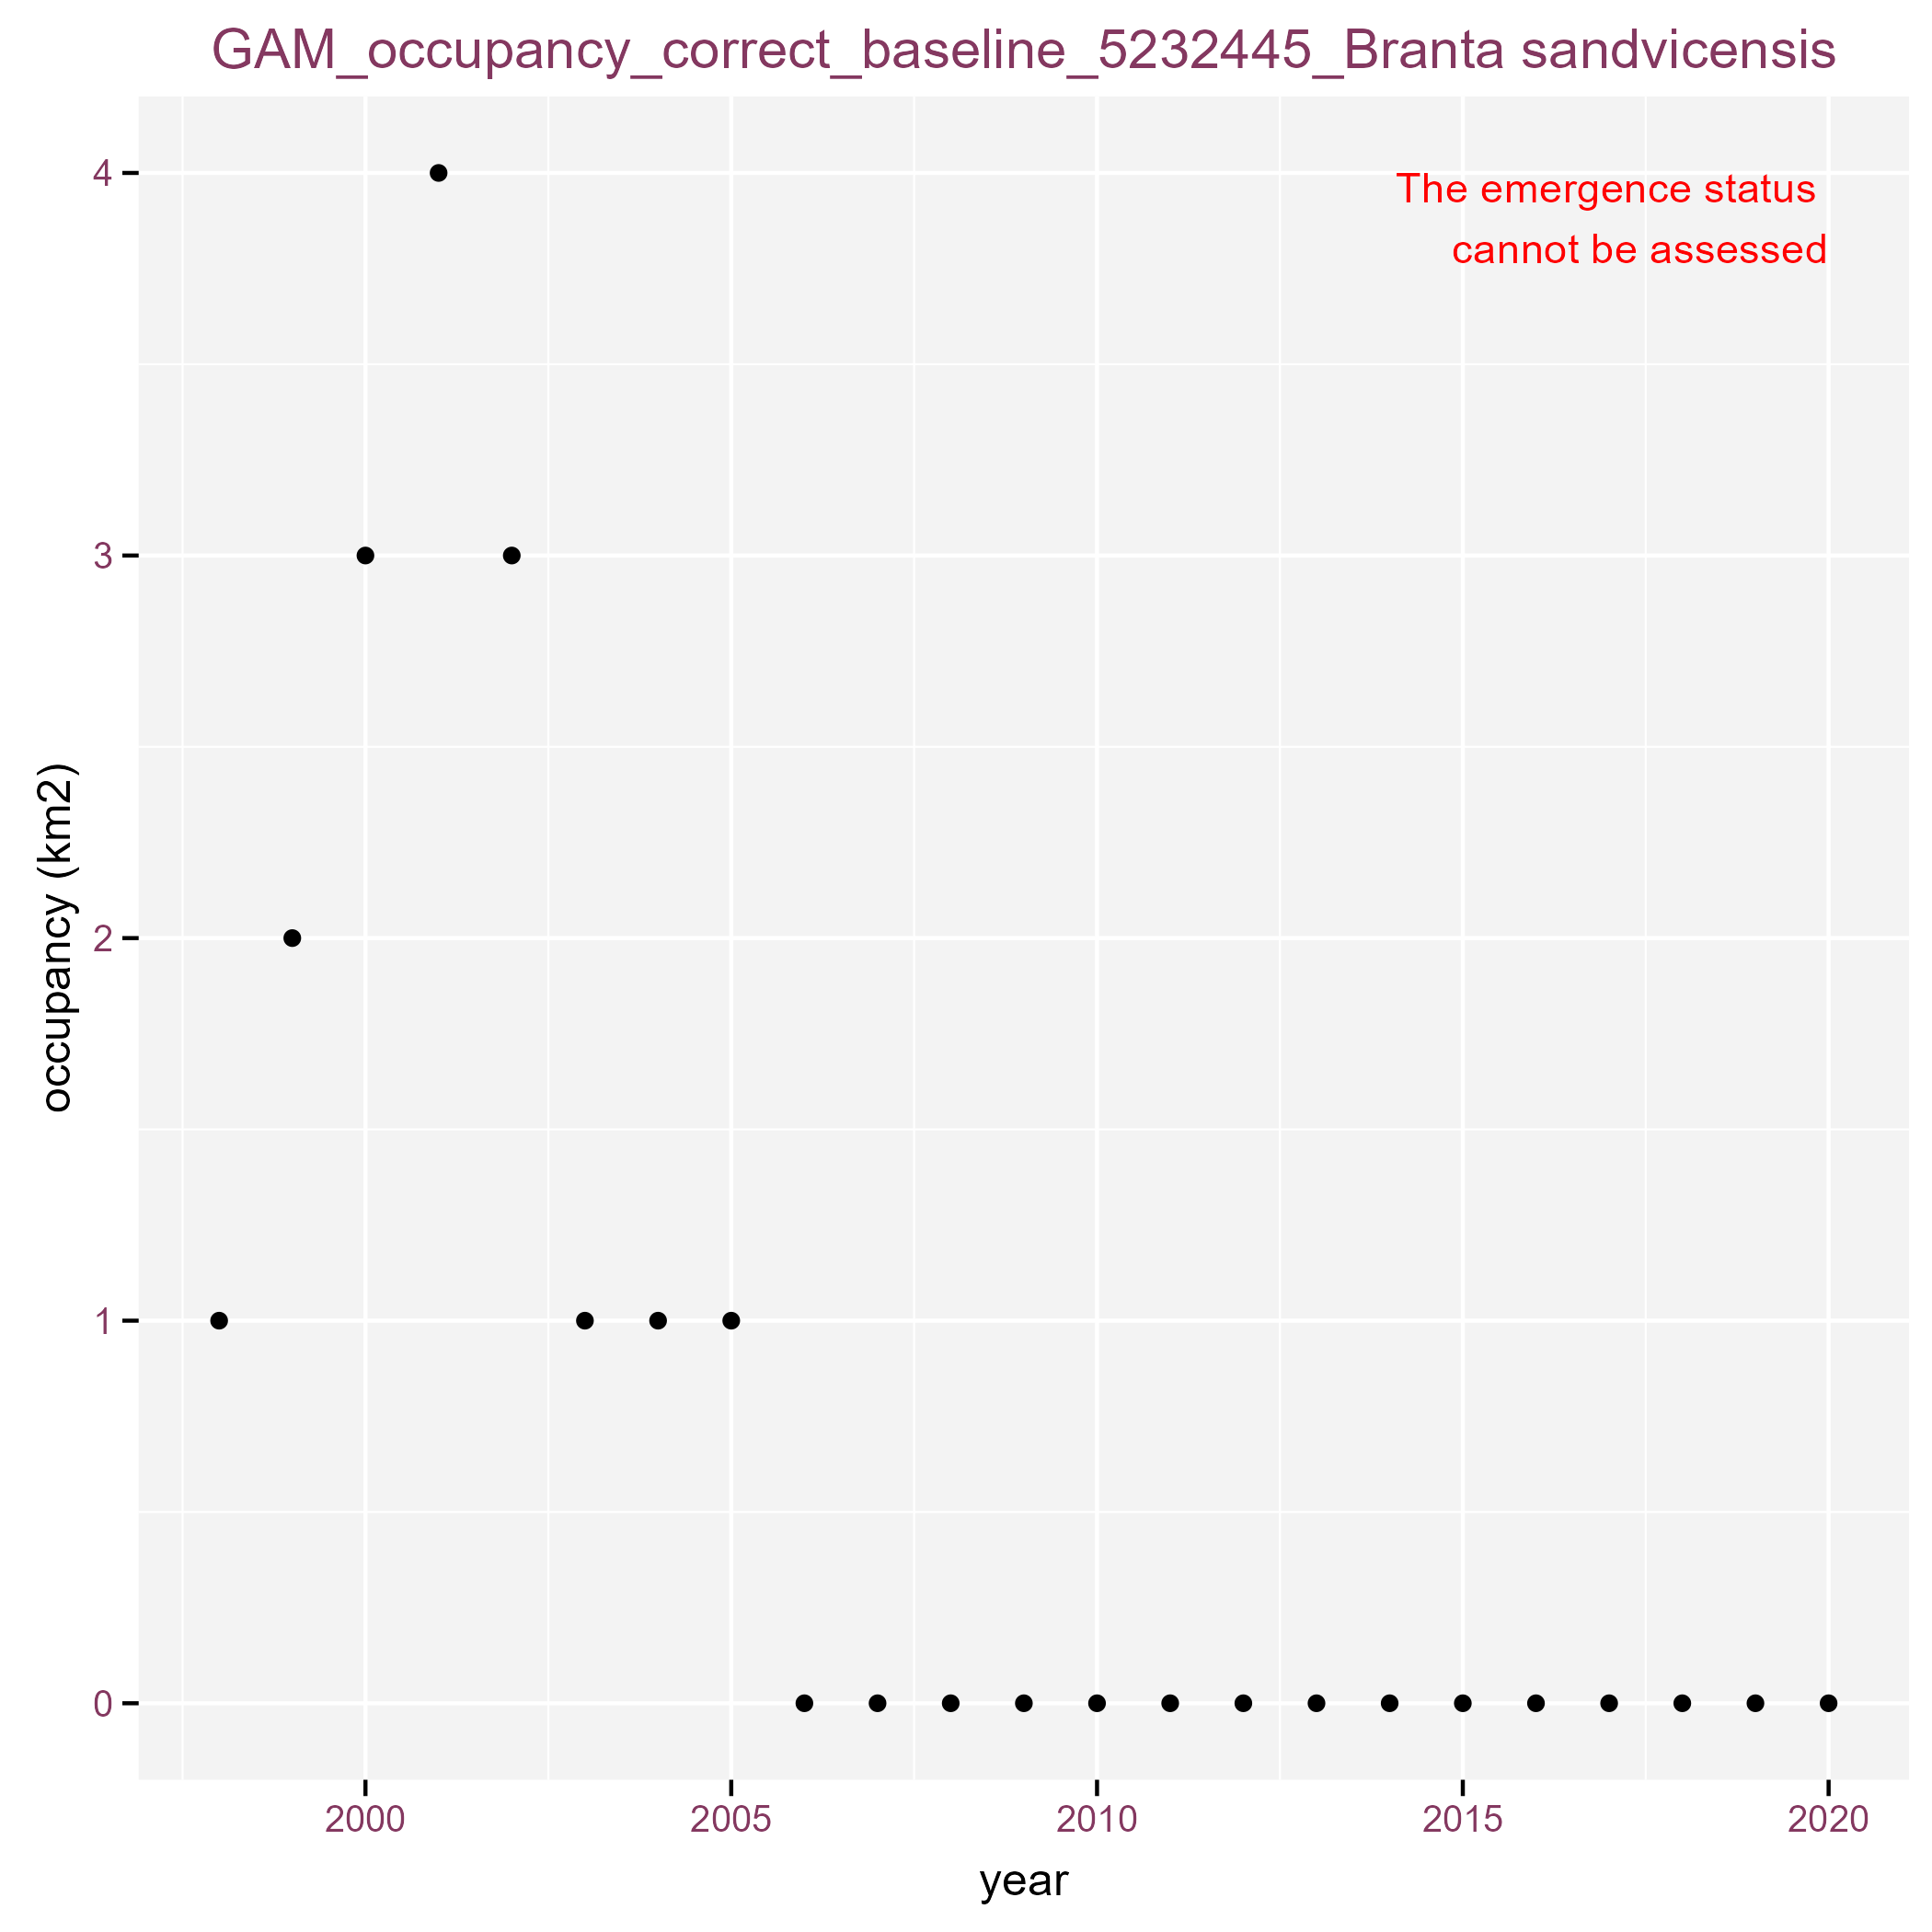 GAM_occupancy_correct_baseline_5232445_Branta sandvicensis
The emergence status
cannot be assessed
4
3
2
1
0
occupancy (km2)
2000 2005 2010 2015 2020
year